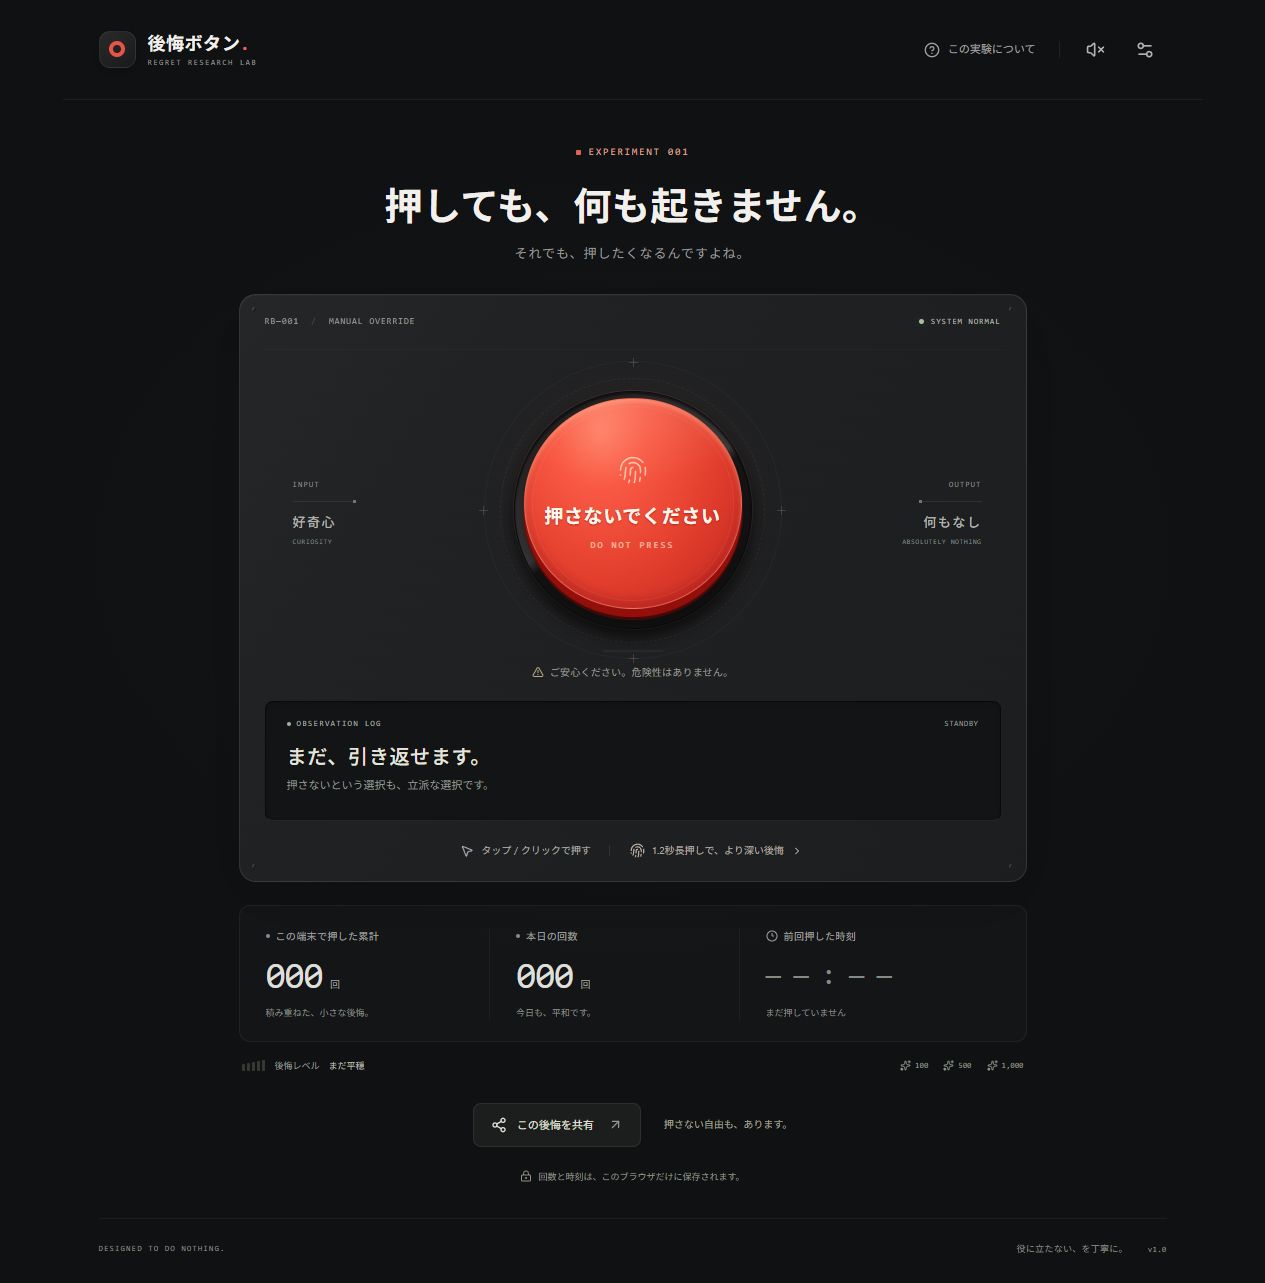 後悔ボタン.
REGRET RESEARCH LAB
この実験について
EXPERIMENT 001
押しても、何も起きません。
それでも、押したくなるんですよね。
RB—001 / MANUAL OVERRIDE
SYSTEM NORMAL
INPUT
好奇心
CURIOSITY
押さないでください
DO NOT PRESS
OUTPUT
何もなし
ABSOLUTELY NOTHING
ご安心ください。危険性はありません。
OBSERVATION LOG
STANDBY
まだ、引き返せます。
押さないという選択も、立派な選択です。
タップ / クリックで押す
1.2秒長押しで、より深い後悔
この端末で押した累計
000 回
積み重ねた、小さな後悔。
本日の回数
000 回
今日も、平和です。
前回押した時刻
— — : — —
まだ押していません
後悔レベル まだ平穏
100 500 1,000
この後悔を共有
押さない自由も、あります。
回数と時刻は、このブラウザだけに保存されます。
DESIGNED TO DO NOTHING.
役に立たない、を丁寧に。 v1.0